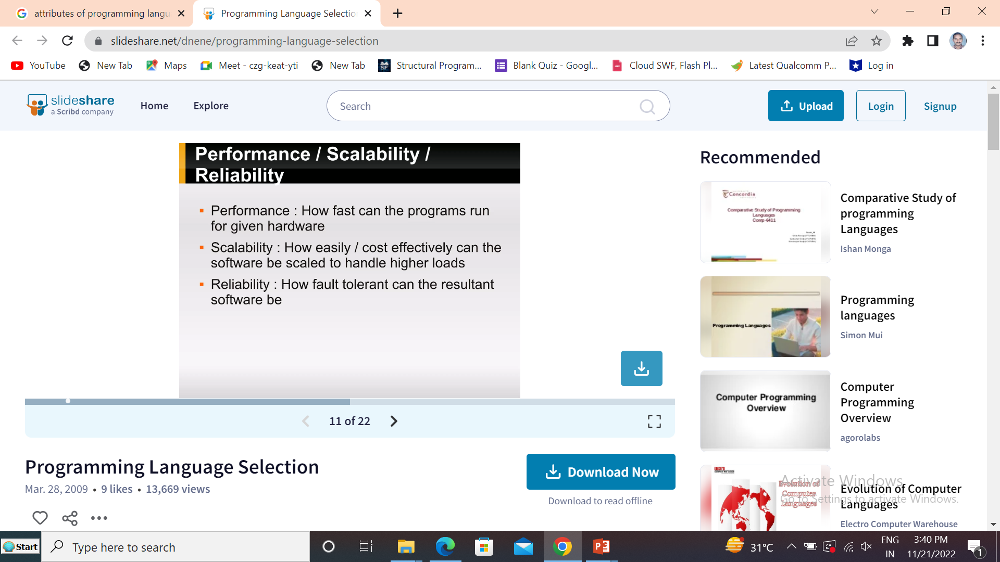 attributes of programming langu
Programming Language Selectio
slideshare.net/dnene/programming-language-selection
YouTube
New Tab
Maps
Meet - czg-keat-yti
New Tab
Structural Program...
Blank Quiz - Googl...
Cloud SWF, Flash Pl...
Latest Qualcomm P...
Log in
slideshare
a Scribd company
Home
Explore
Search
Upload
Login
Signup
Performance / Scalability /
Reliability
Performance : How fast can the programs run
for given hardware
Scalability : How easily / cost effectively can the
software be scaled to handle higher loads
Reliability : How fault tolerant can the resultant
software be
11 of 22
Programming Language Selection
Mar. 28, 2009 • 9 likes • 13,669 views
Download Now
Download to read offline
Recommended
Concordia
Comparative Study of Programming
Languages
Comp-6411
Comparative Study of
programming
Languages
Ishan Monga
Programming Languages
Programming
languages
Simon Mui
Computer Programming
Overview
Computer
Programming
Overview
agorolabs
Evolution of
Computer
Languages
Evolution of Computer
Languages
Electro Computer Warehouse
Activate Windows
Go to Settings to activate Windows.
Start
Type here to search
31°C
ENG
IN
3:40 PM
11/21/2022
1